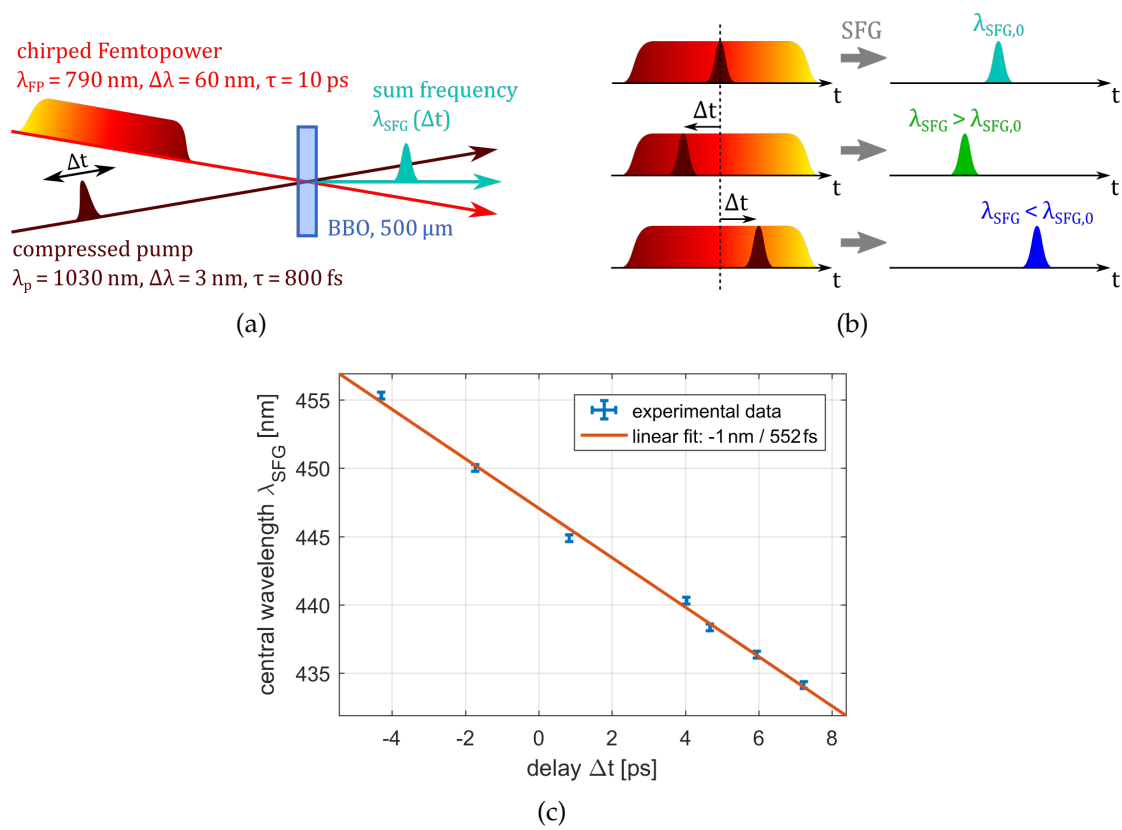 chirped Femtopower
λFP = 790 nm, Δλ = 60 nm, τ = 10 ps
sum frequency
λSFG (Δt)
Δt
BBO, 500 μm
compressed pump
λp = 1030 nm, Δλ = 3 nm, τ = 800 fs
(a)
SFG
λSFG,0
t
t
Δt
λSFG > λSFG,0
t
t
Δt
λSFG < λSFG,0
t
t
(b)
central wavelength λSFG [nm]
455
450
445
440
435
experimental data
linear fit: -1 nm / 552 fs
-4
-2
0
2
4
6
8
delay Δt [ps]
(c)